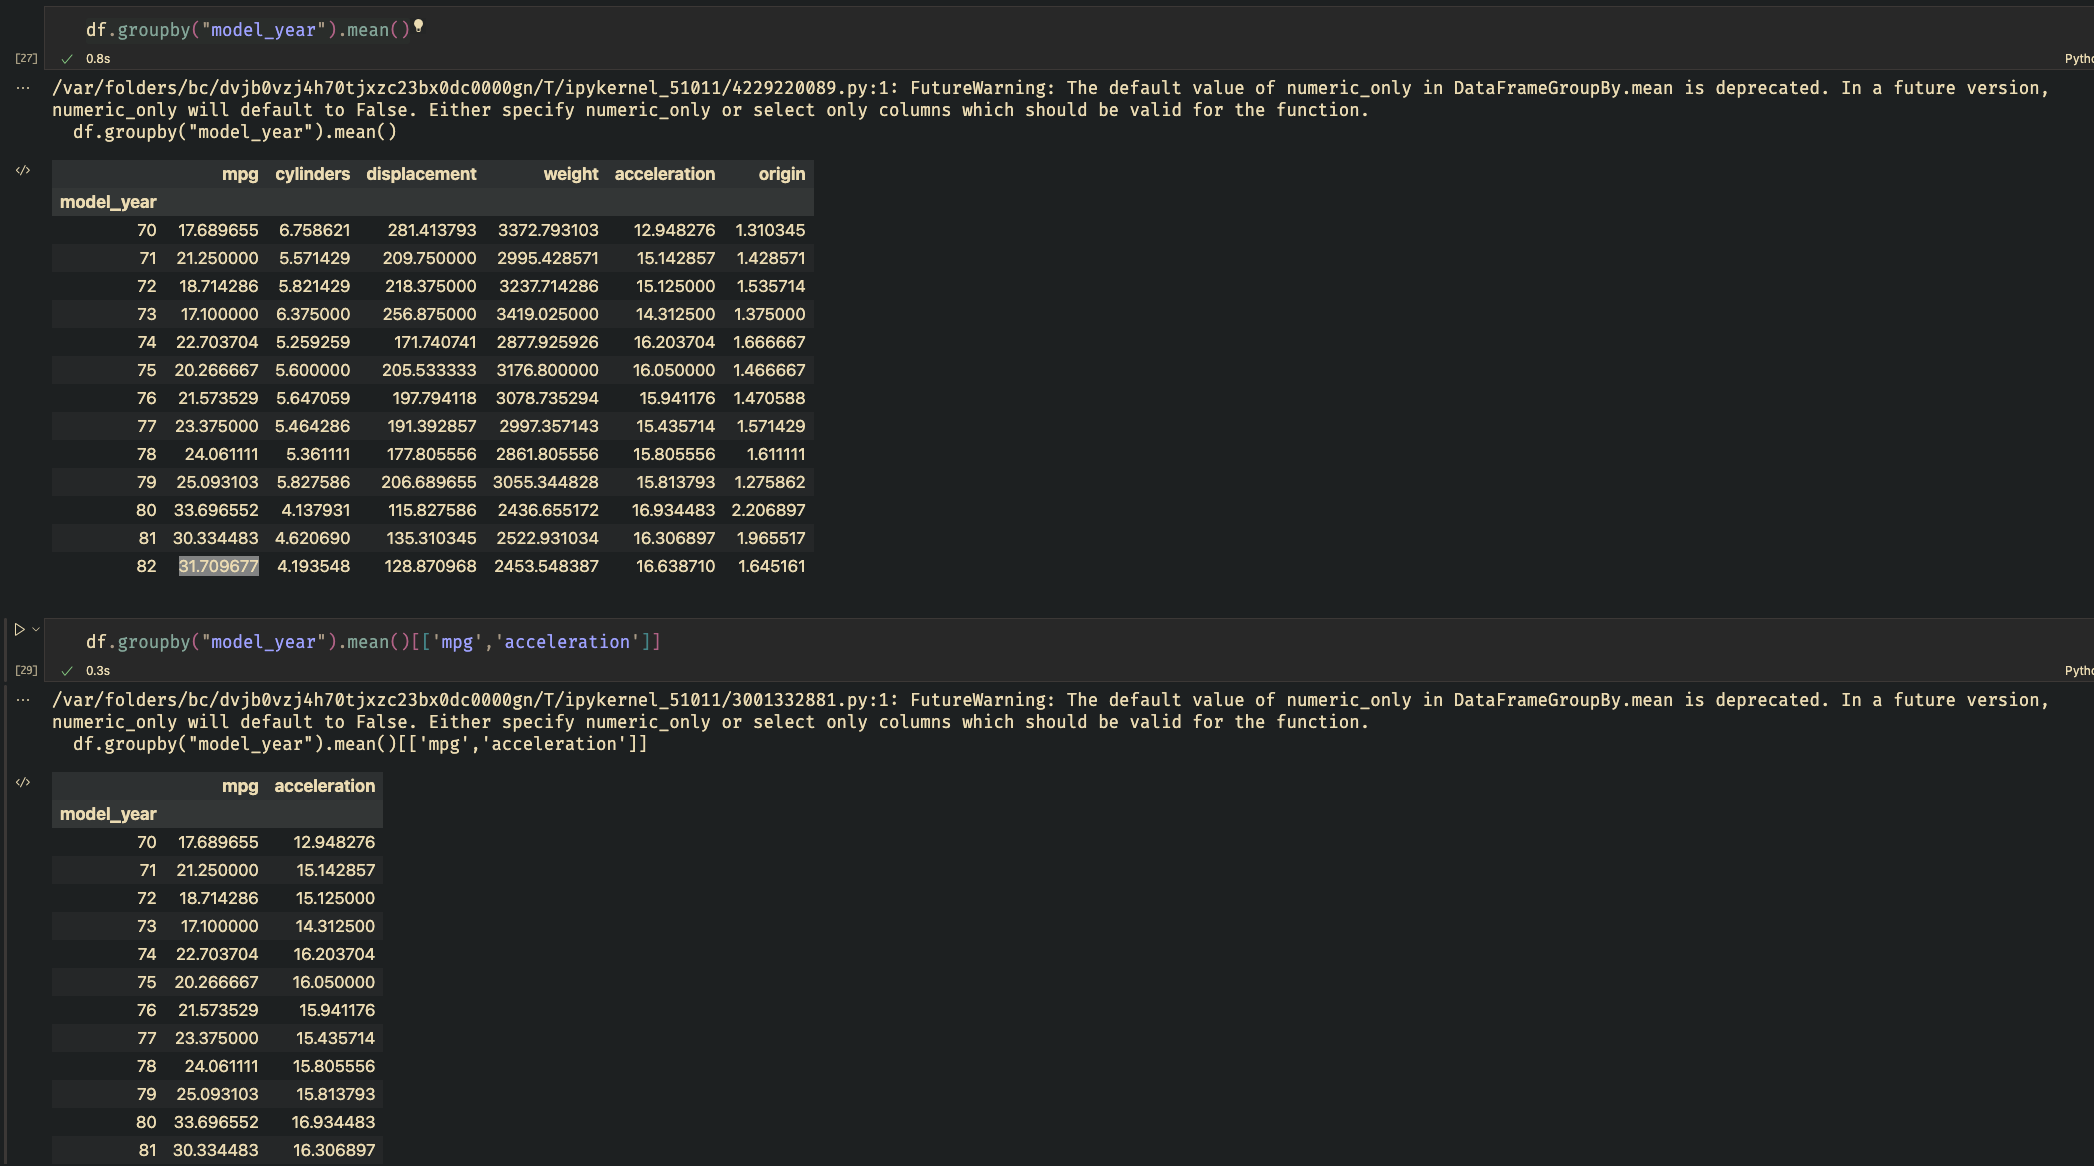 df.groupby("model_year").mean()
[27]
0.8s
Pytho
/var/folders/bc/dvjb0vzj4h70tjxzc23bx0dc0000gn/T/ipykernel_51011/4229220089.py:1: FutureWarning: The default value of numeric_only in DataFrameGroupBy.mean is deprecated. In a future version,
numeric_only will default to False. Either specify numeric_only or select only columns which should be valid for the function.
df.groupby("model_year").mean()
mpg cylinders displacement weight acceleration origin
model_year
70 17.689655 6.758621 281.413793 3372.793103 12.948276 1.310345
71 21.250000 5.571429 209.750000 2995.428571 15.142857 1.428571
72 18.714286 5.821429 218.375000 3237.714286 15.125000 1.535714
73 17.100000 6.375000 256.875000 3419.025000 14.312500 1.375000
74 22.703704 5.259259 171.740741 2877.925926 16.203704 1.666667
75 20.266667 5.600000 205.533333 3176.800000 16.050000 1.466667
76 21.573529 5.647059 197.794118 3078.735294 15.941176 1.470588
77 23.375000 5.464286 191.392857 2997.357143 15.435714 1.571429
78 24.061111 5.361111 177.805556 2861.805556 15.805556 1.611111
79 25.093103 5.827586 206.689655 3055.344828 15.813793 1.275862
80 33.696552 4.137931 115.827586 2436.655172 16.934483 2.206897
81 30.334483 4.620690 135.310345 2522.931034 16.306897 1.965517
82 31.709677 4.193548 128.870968 2453.548387 16.638710 1.645161
df.groupby("model_year").mean()[['mpg','acceleration']]
[29]
0.3s
Pytho
/var/folders/bc/dvjb0vzj4h70tjxzc23bx0dc0000gn/T/ipykernel_51011/3001332881.py:1: FutureWarning: The default value of numeric_only in DataFrameGroupBy.mean is deprecated. In a future version,
numeric_only will default to False. Either specify numeric_only or select only columns which should be valid for the function.
df.groupby("model_year").mean()[['mpg','acceleration']]
mpg acceleration
model_year
70 17.689655 12.948276
71 21.250000 15.142857
72 18.714286 15.125000
73 17.100000 14.312500
74 22.703704 16.203704
75 20.266667 16.050000
76 21.573529 15.941176
77 23.375000 15.435714
78 24.061111 15.805556
79 25.093103 15.813793
80 33.696552 16.934483
81 30.334483 16.306897